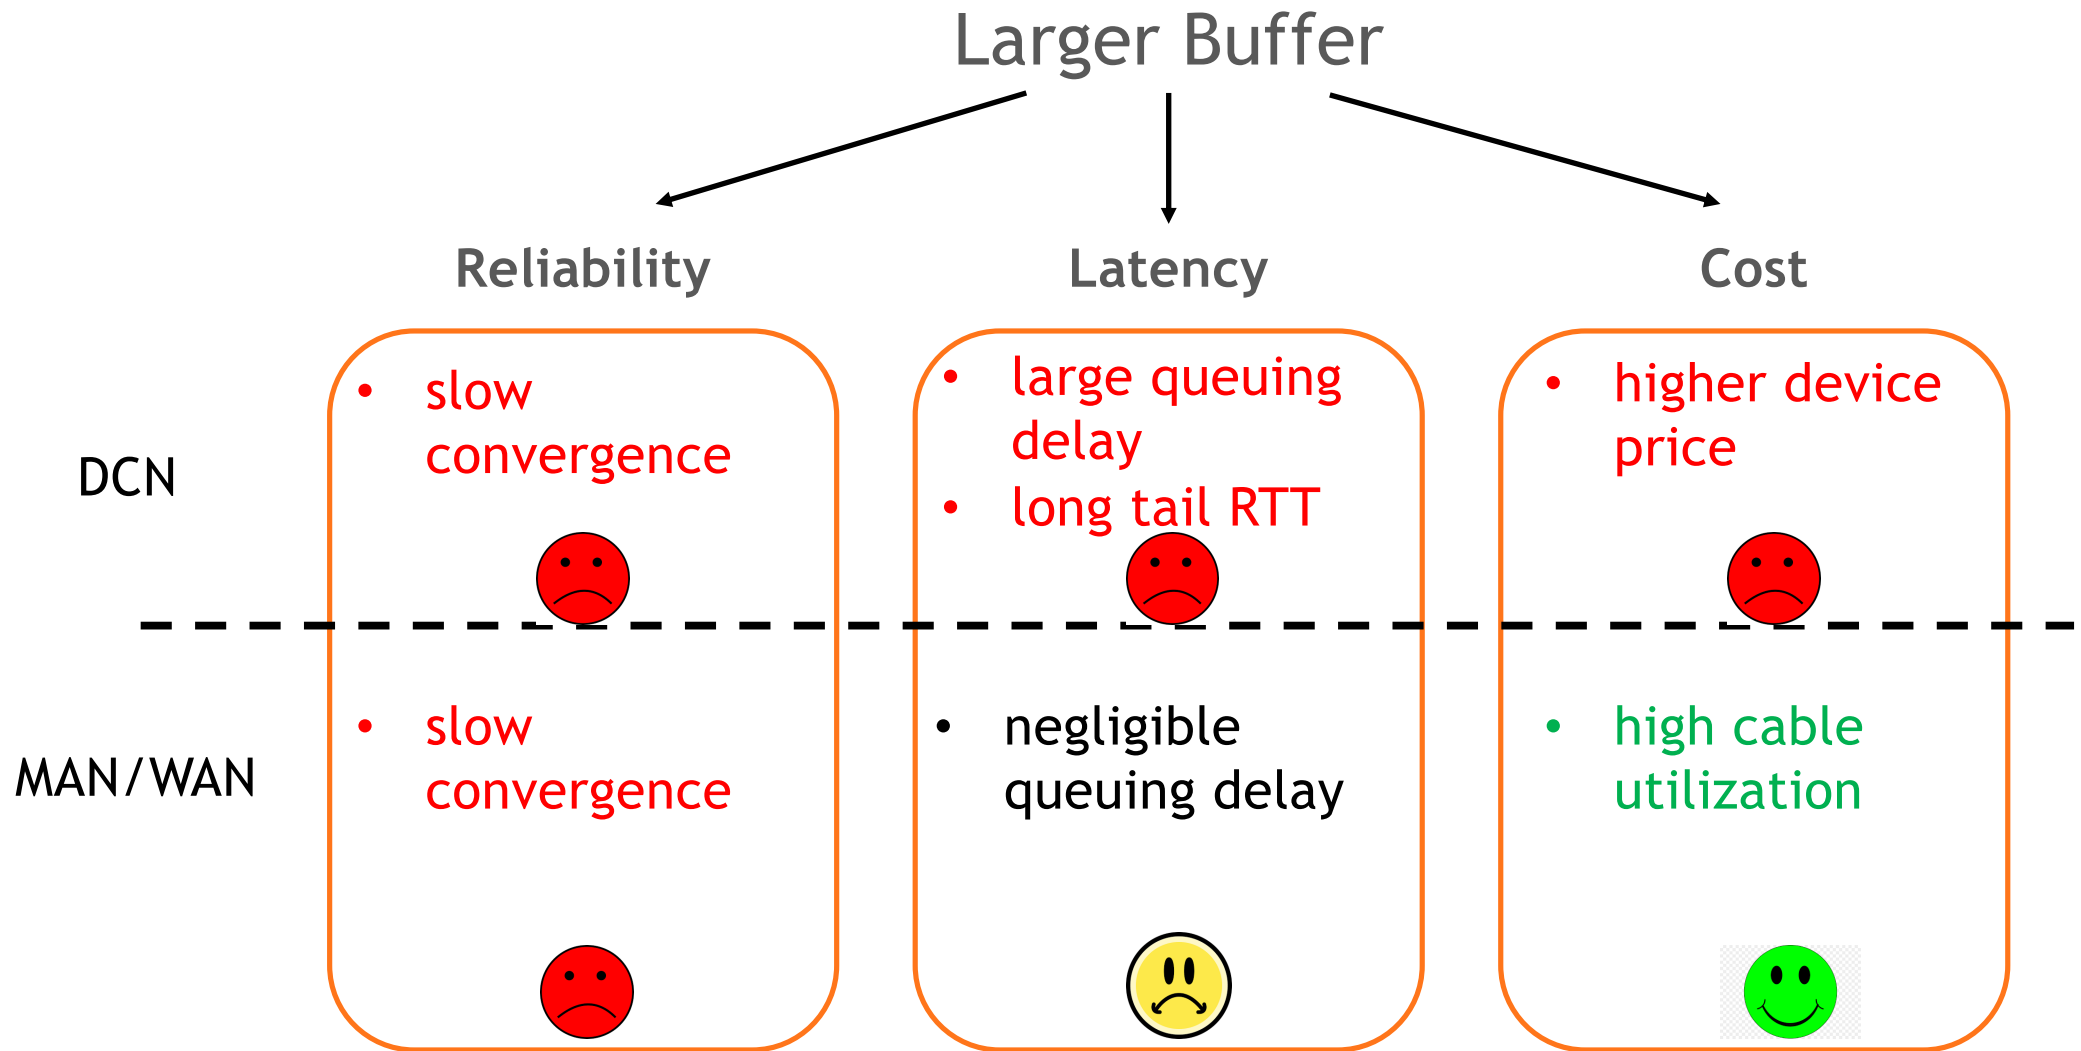 Larger Buffer
Reliability
Latency
Cost
DCN
• slow
convergence
• large queuing
delay
• long tail RTT
• higher device
price
MAN/WAN
• slow
convergence
• negligible
queuing delay
• high cable
utilization